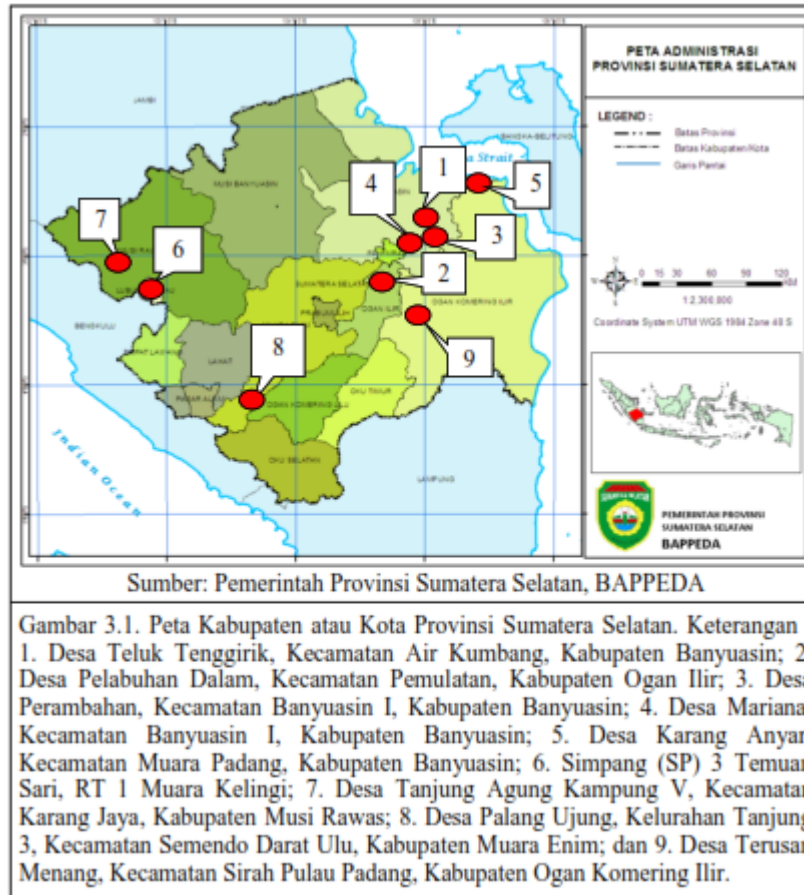 PETA ADMINISTRASI
PROVINSI SUMATERA SELATAN
LEGEND :
Batas Provinsi
Batas Kabupaten/Kota
Garis Pantai
0 15 30 60 90 120
1:2.300.000
Coordinate System UTM WGS 1984 Zone 48 S
PEMERINTAH PROVINSI
SUMATERA SELATAN
BAPPEDA
JAMBI
BANGKA-BELITUNG
Strait
MUSI BANYUASIN
1
4
5
7
6
3
2
SUMATERA SELATAN
OGAN ILIR
OGAN KOMERING ILIR
BENGKULU
8
9
LAHAT
OKU TIMUR
OGAN KOMERING ULU
OKU SELATAN
LAMPUNG
Indian Ocean
Sumber: Pemerintah Provinsi Sumatera Selatan, BAPPEDA
Gambar 3.1. Peta Kabupaten atau Kota Provinsi Sumatera Selatan. Keterangan
1. Desa Teluk Tenggirik, Kecamatan Air Kumbang, Kabupaten Banyuasin; 2
Desa Pelabuhan Dalam, Kecamatan Pemulatan, Kabupaten Ogan Ilir; 3. Desa
Perambahan, Kecamatan Banyuasin I, Kabupaten Banyuasin; 4. Desa Mariana
Kecamatan Banyuasin I, Kabupaten Banyuasin; 5. Desa Karang Anyar
Kecamatan Muara Padang, Kabupaten Banyuasin; 6. Simpang (SP) 3 Temuan
Sari, RT 1 Muara Kelingi; 7. Desa Tanjung Agung Kampung V, Kecamatan
Karang Jaya, Kabupaten Musi Rawas; 8. Desa Palang Ujung, Kelurahan Tanjung
3, Kecamatan Semendo Darat Ulu, Kabupaten Muara Enim; dan 9. Desa Terusan
Menang, Kecamatan Sirah Pulau Padang, Kabupaten Ogan Komering Ilir.